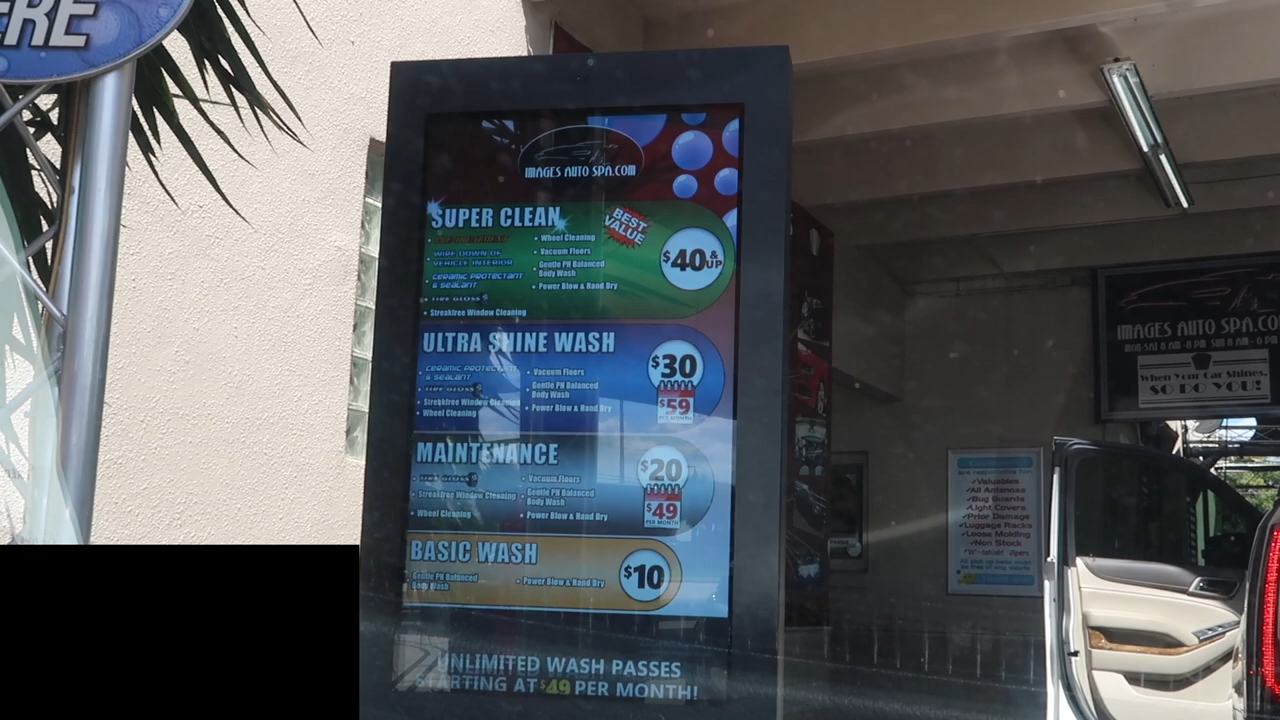 ERE
IMAGES AUTO SPA.COM
SUPER CLEAN
BEST
VALUE
$40 & UP
WIPE DOWN OF
VEHICLE INTERIOR
CERAMIC PROTECTANT
& SEALANT
TIRE GLOSS
Streakfree Window Cleaning
Wheel Cleaning
Vacuum Floors
Gentle PH Balanced
Body Wash
Power Blow & Hand Dry
ULTRA SHINE WASH
$30
$59
PER MONTH
CERAMIC PROTECTANT
& SEALANT
TIRE GLOSS
Streakfree Window Cleaning
Wheel Cleaning
Vacuum Floors
Gentle PH Balanced
Body Wash
Power Blow & Hand Dry
MAINTENANCE
$20
$49
PER MONTH
TIRE GLOSS
Streakfree Window Cleaning
Wheel Cleaning
Vacuum Floors
Gentle PH Balanced
Body Wash
Power Blow & Hand Dry
BASIC WASH
$10
Gentle PH Balanced
Body Wash
Power Blow & Hand Dry
UNLIMITED WASH PASSES
STARTING AT $49 PER MONTH!
IMAGES AUTO SPA.CO
MON-SAT 8 AM -8 PM SUN 8 AM - 6 PM
When Your Car Shines,
SO DO YOU!
are responsible for:
Valuables
All Antennas
Bug Guards
Light Covers
Prior Damage
Luggage Racks
Loose Molding
Non Stock
Windshield Wipers